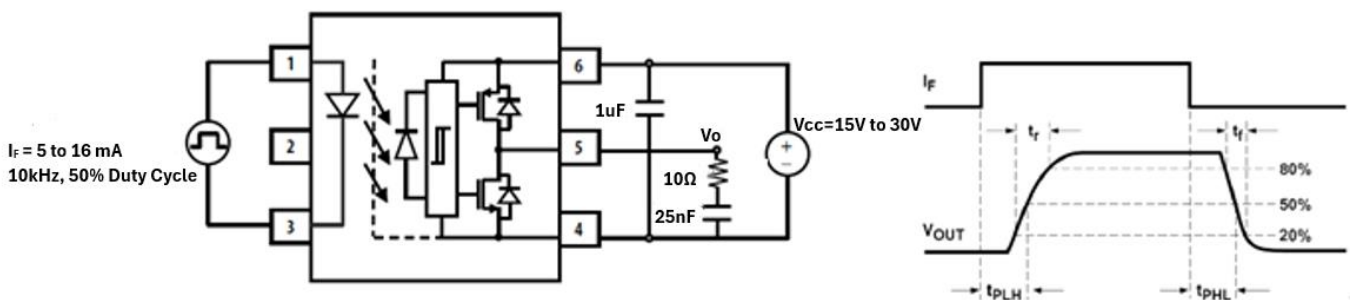 IF = 5 to 16 mA
10kHz, 50% Duty Cycle
1
2
3
6
5
4
1uF
Vo
10Ω
25nF
Vcc=15V to 30V
+
−
IF
tr
tf
80%
50%
20%
VOUT
tPLH
tPHL